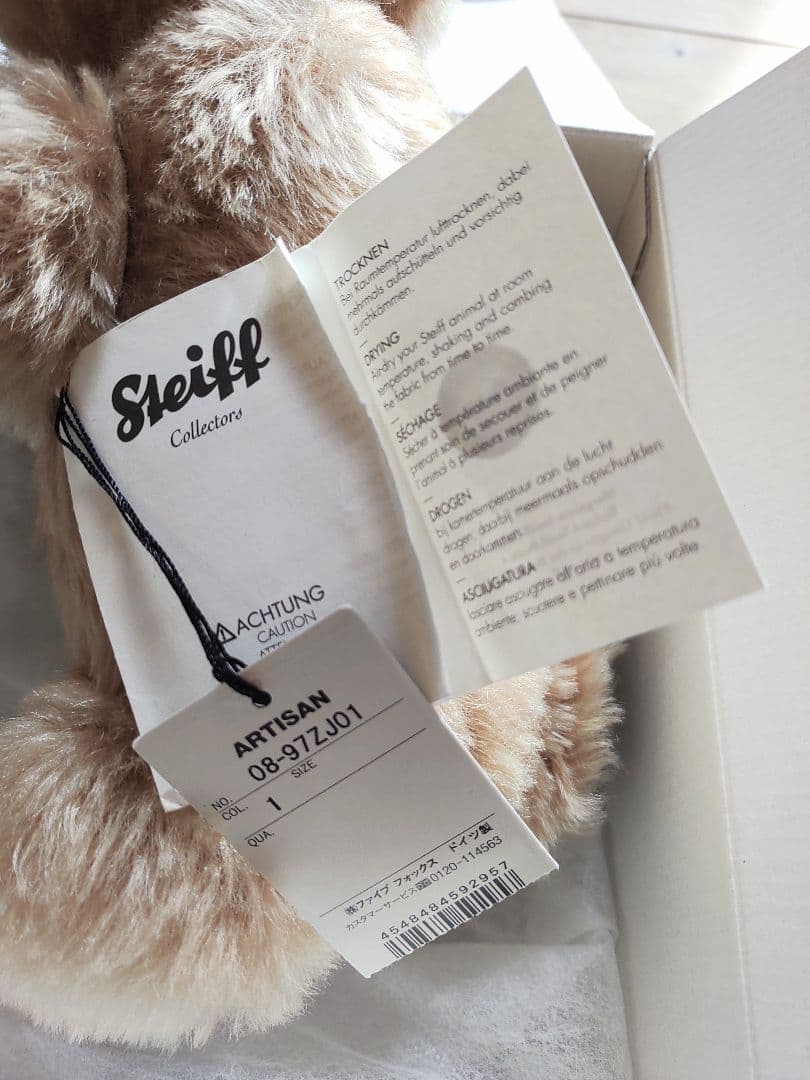 Steiff
Collectors
ACHTUNG
CAUTION
TROCKNEN
Bei Raumtemperatur lufttrocknen, dabei
mehrmals aufschütteln und vorsichtig
durchkämmen.
—
DRYING
Airdry your Steiff animal at room
temperature, shaking and combing
the fabric from time to time.
—
SÉCHAGE
Sécher à température ambiante en
prenant soin de secouer et de peigner
l'animal à plusieurs reprises.
—
DROGEN
bij kamertemperatuur aan de lucht
drogen, daarbij meermaals opschudden
en doorkammen.
—
ASCIUGATURA
lasciare asciugare all'aria a temperatura
ambiente, scuotere e pettinare più volte.
ARTISAN
NO. 08-97ZJ01
COL. 1 SIZE
QUA.
㈱ファイブ フォックス ドイツ製
カスタマーサービス 0120-114563
4548484592957